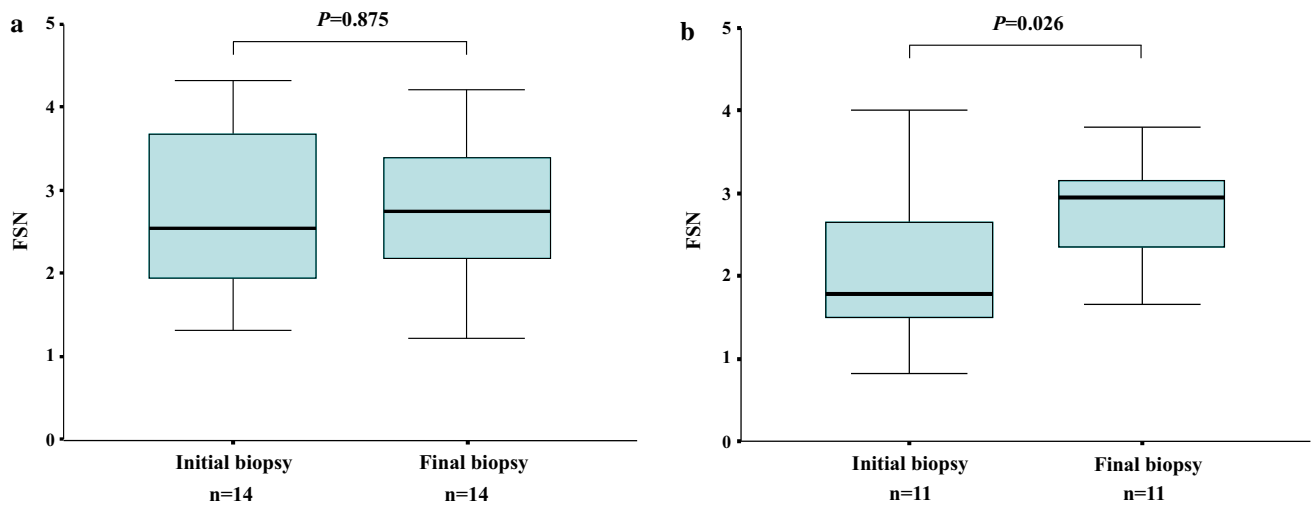 a
P=0.875
5
4
3
2
1
0
FSN
Initial biopsy
n=14
Final biopsy
n=14
b
P=0.026
5
4
3
2
1
0
FSN
Initial biopsy
n=11
Final biopsy
n=11